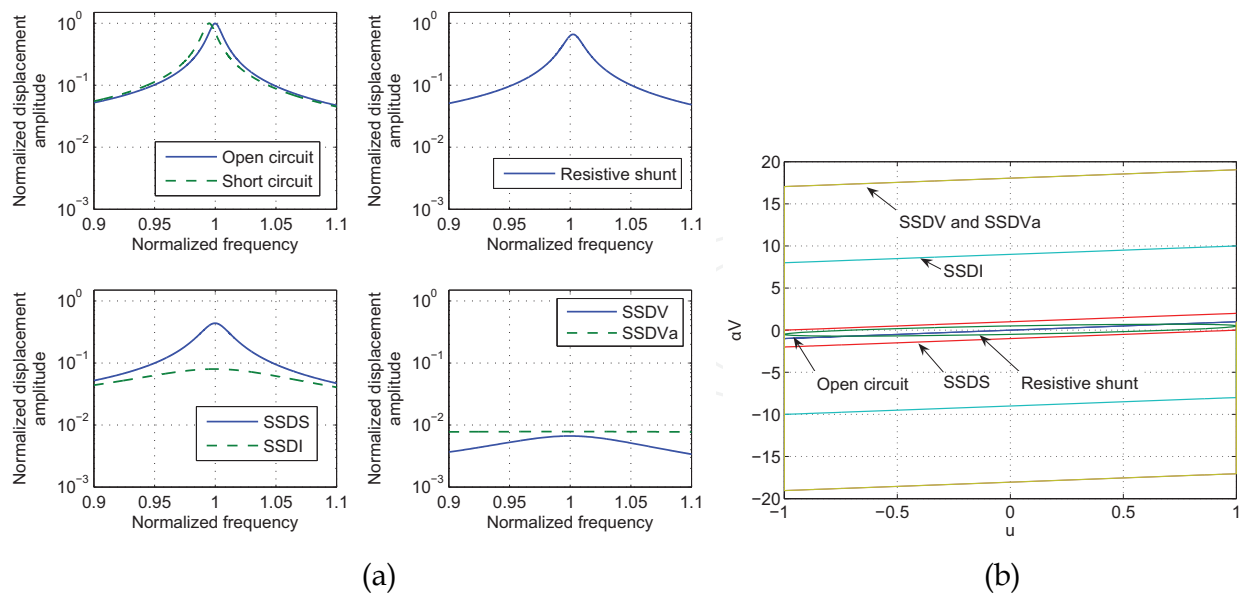 Normalized displacement
amplitude
10⁰
10⁻¹
10⁻²
10⁻³
Open circuit
Short circuit
0.9 0.95 1 1.05 1.1
Normalized frequency
Normalized displacement
amplitude
10⁰
10⁻¹
10⁻²
10⁻³
Resistive shunt
0.9 0.95 1 1.05 1.1
Normalized frequency
Normalized displacement
amplitude
10⁰
10⁻¹
10⁻²
10⁻³
SSDS
SSDI
0.9 0.95 1 1.05 1.1
Normalized frequency
Normalized displacement
amplitude
10⁰
10⁻¹
10⁻²
10⁻³
SSDV
SSDVa
0.9 0.95 1 1.05 1.1
Normalized frequency
(a)
αV
20
15
10
5
0
−5
−10
−15
−20
SSDV and SSDVa
SSDI
Open circuit SSDS Resistive shunt
−1 −0.5 0 0.5 1
u
(b)